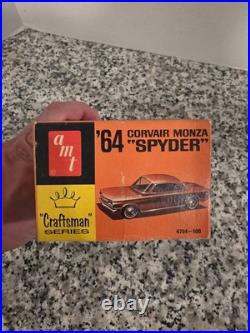 amt
'64 CORVAIR MONZA
"SPYDER"
"Craftsman"
SERIES
4724-100